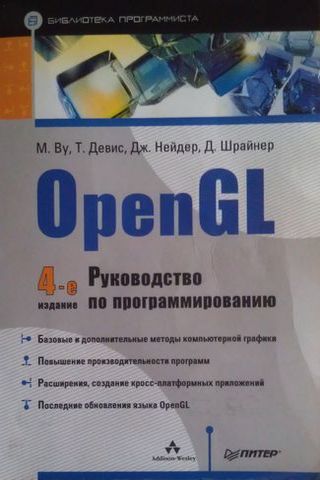 БИБЛИОТЕКА ПРОГРАММИСТА
М. Ву, Т. Девис, Дж. Нейдер, Д. Шрайнер
OpenGL
4-е
издание
Руководство
по программированию
Базовые и дополнительные методы компьютерной графики
Повышение производительности программ
Расширения, создание кросс-платформных приложений
Последние обновления языка OpenGL
Addison-Wesley
ПИТЕР®